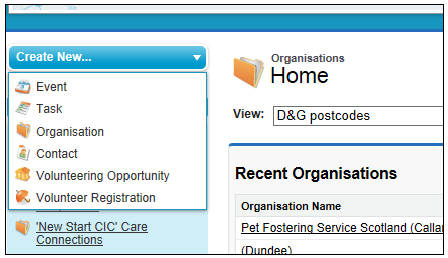 Create New...
Event
Task
Organisation
Contact
Volunteering Opportunity
Volunteer Registration
'New Start CIC' Care
Connections
Organisations
Home
View:
D&G postcodes
Recent Organisations
Organisation Name
Pet Fostering Service Scotland (Callan
(Dundee)